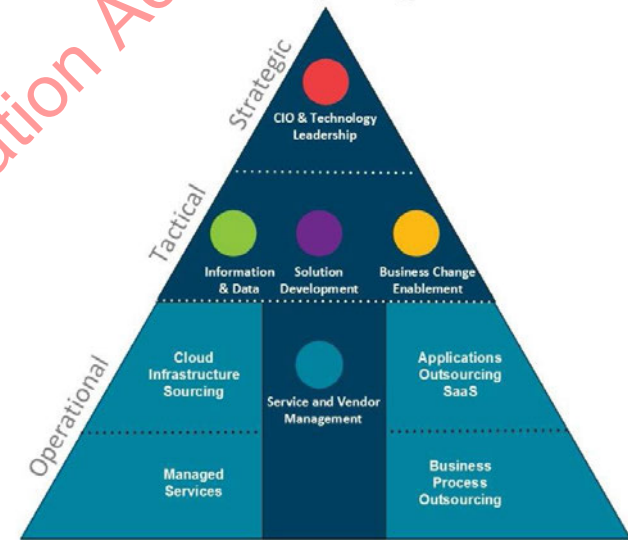 Strategic
CIO & Technology
Leadership
Tactical
Information
& Data
Solution
Development
Business Change
Enablement
Operational
Cloud
Infrastructure
Sourcing
Service and Vendor
Management
Applications
Outsourcing
SaaS
Managed
Services
Business
Process
Outsourcing